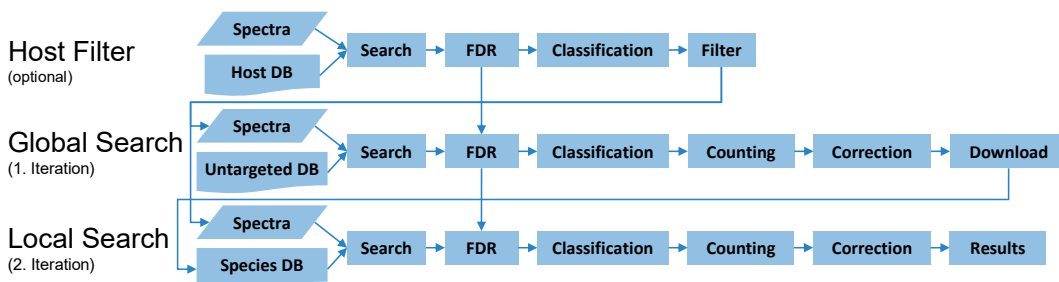 Host Filter
(optional)
Spectra
Host DB
Search
FDR
Classification
Filter
Global Search
(1. Iteration)
Spectra
Untargeted DB
Search
FDR
Classification
Counting
Correction
Download
Local Search
(2. Iteration)
Spectra
Species DB
Search
FDR
Classification
Counting
Correction
Results